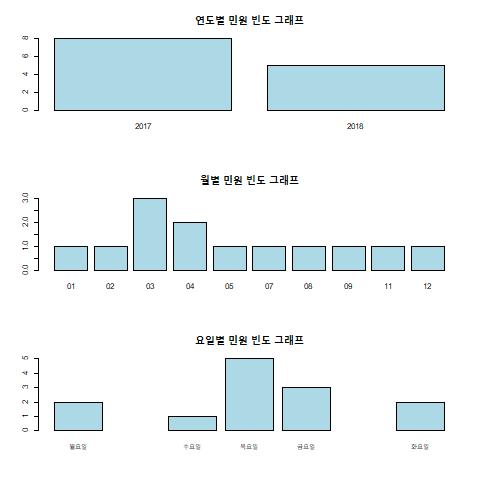 연도별 민원 빈도 그래프
0 2 4 6 8
2017 2018
월별 민원 빈도 그래프
0.0 1.0 2.0 3.0
01 02 03 04 05 07 08 09 11 12
요일별 민원 빈도 그래프
0 1 2 3 4 5
월요일 수요일 목요일 금요일 화요일